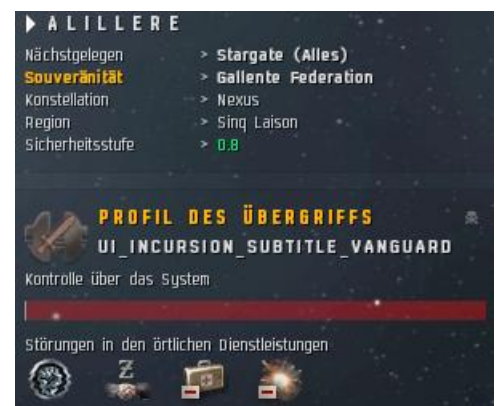 ALILLERE
Nächstgelegen > Stargate (Alles)
Souveränität > Gallente Federation
Konstellation > Nexus
Region > Sinq Laison
Sicherheitsstufe > 0.8
PROFIL DES ÜBERGRIFFS
UI_INCURSION_SUBTITLE_VANGUARD
Kontrolle über das System
Störungen in den örtlichen Dienstleistungen